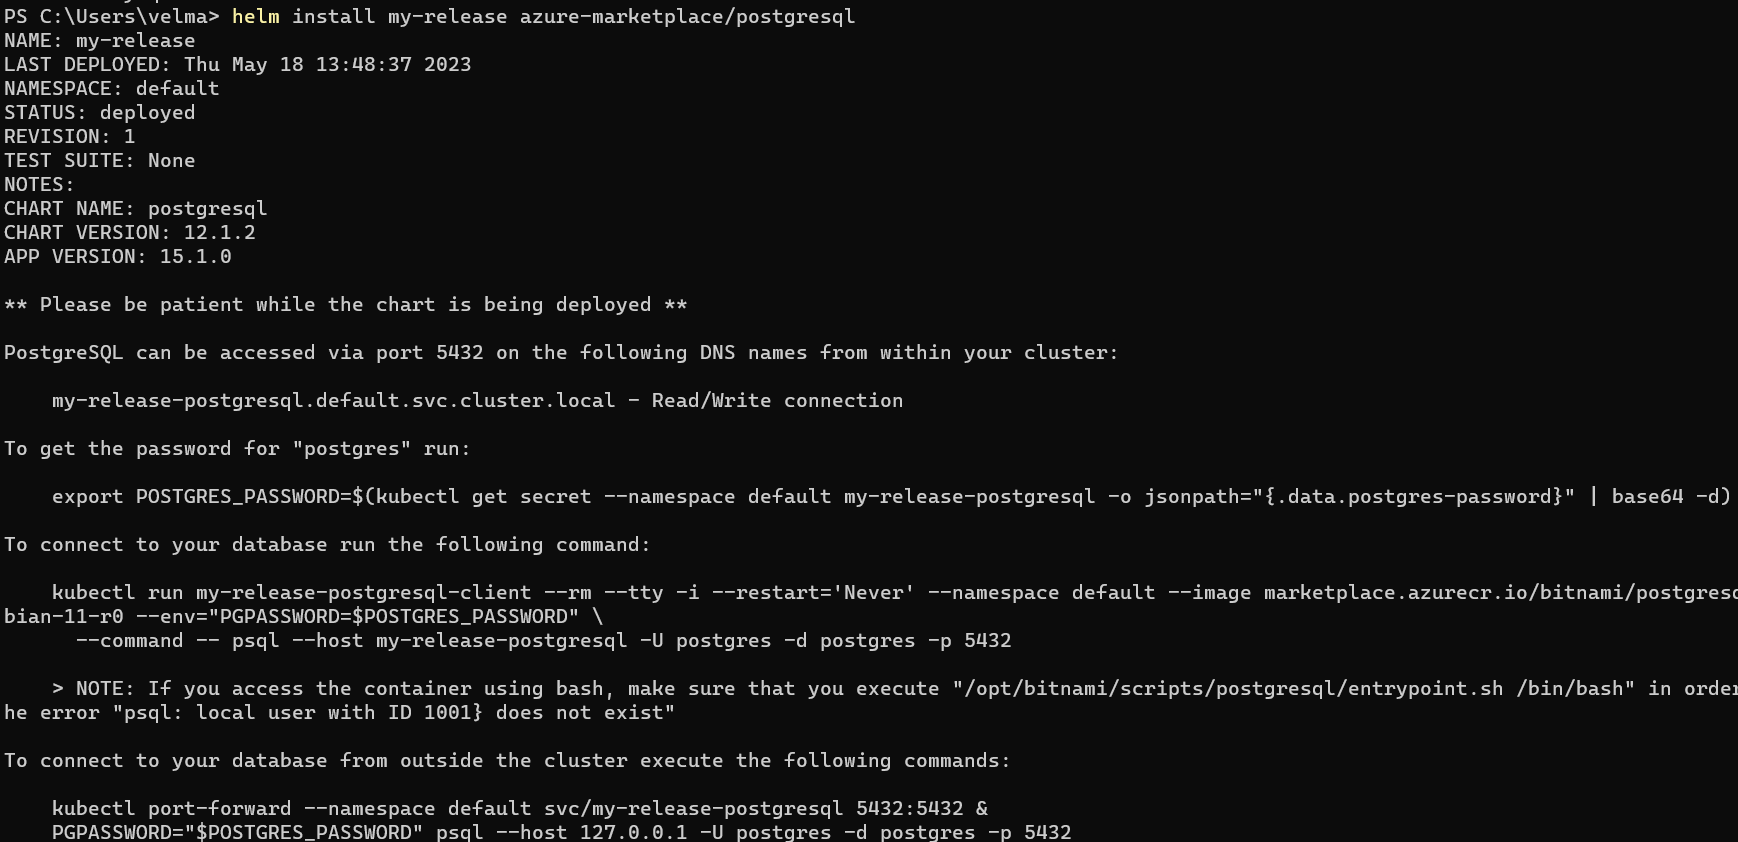 PS C:\Users\velma> helm install my-release azure-marketplace/postgresql
NAME: my-release
LAST DEPLOYED: Thu May 18 13:48:37 2023
NAMESPACE: default
STATUS: deployed
REVISION: 1
TEST SUITE: None
NOTES:
CHART NAME: postgresql
CHART VERSION: 12.1.2
APP VERSION: 15.1.0
** Please be patient while the chart is being deployed **
PostgreSQL can be accessed via port 5432 on the following DNS names from within your cluster:
    my-release-postgresql.default.svc.cluster.local - Read/Write connection
To get the password for "postgres" run:
    export POSTGRES_PASSWORD=$(kubectl get secret --namespace default my-release-postgresql -o jsonpath="{.data.postgres-password}" | base64 -d)
To connect to your database run the following command:
    kubectl run my-release-postgresql-client --rm --tty -i --restart='Never' --namespace default --image marketplace.azurecr.io/bitnami/postgresq
bian-11-r0 --env="PGPASSWORD=$POSTGRES_PASSWORD" \
      --command -- psql --host my-release-postgresql -U postgres -d postgres -p 5432
    > NOTE: If you access the container using bash, make sure that you execute "/opt/bitnami/scripts/postgresql/entrypoint.sh /bin/bash" in order
he error "psql: local user with ID 1001} does not exist"
To connect to your database from outside the cluster execute the following commands:
    kubectl port-forward --namespace default svc/my-release-postgresql 5432:5432 &
    PGPASSWORD="$POSTGRES_PASSWORD" psql --host 127.0.0.1 -U postgres -d postgres -p 5432